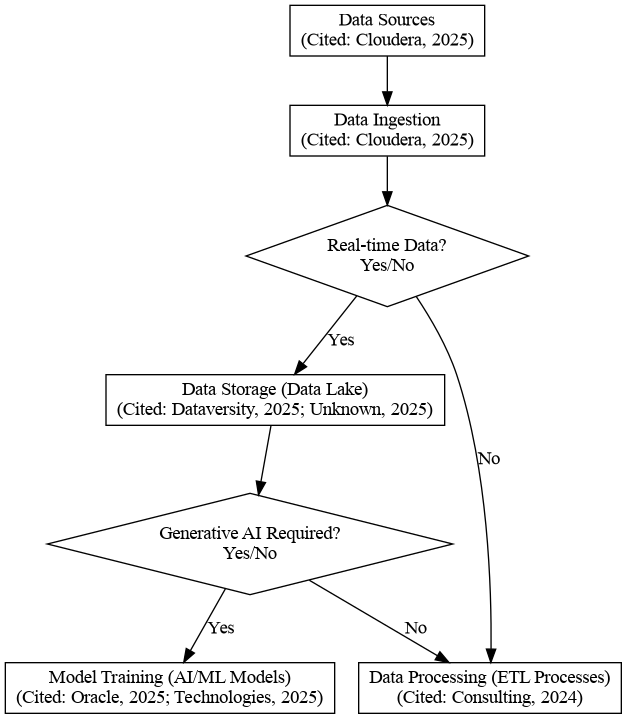 Data Sources
(Cited: Cloudera, 2025)
Data Ingestion
(Cited: Cloudera, 2025)
Real-time Data?
Yes/No
Yes
Data Storage (Data Lake)
(Cited: Dataversity, 2025; Unknown, 2025)
No
Generative AI Required?
Yes/No
Yes
No
Model Training (AI/ML Models)
(Cited: Oracle, 2025; Technologies, 2025)
Data Processing (ETL Processes)
(Cited: Consulting, 2024)